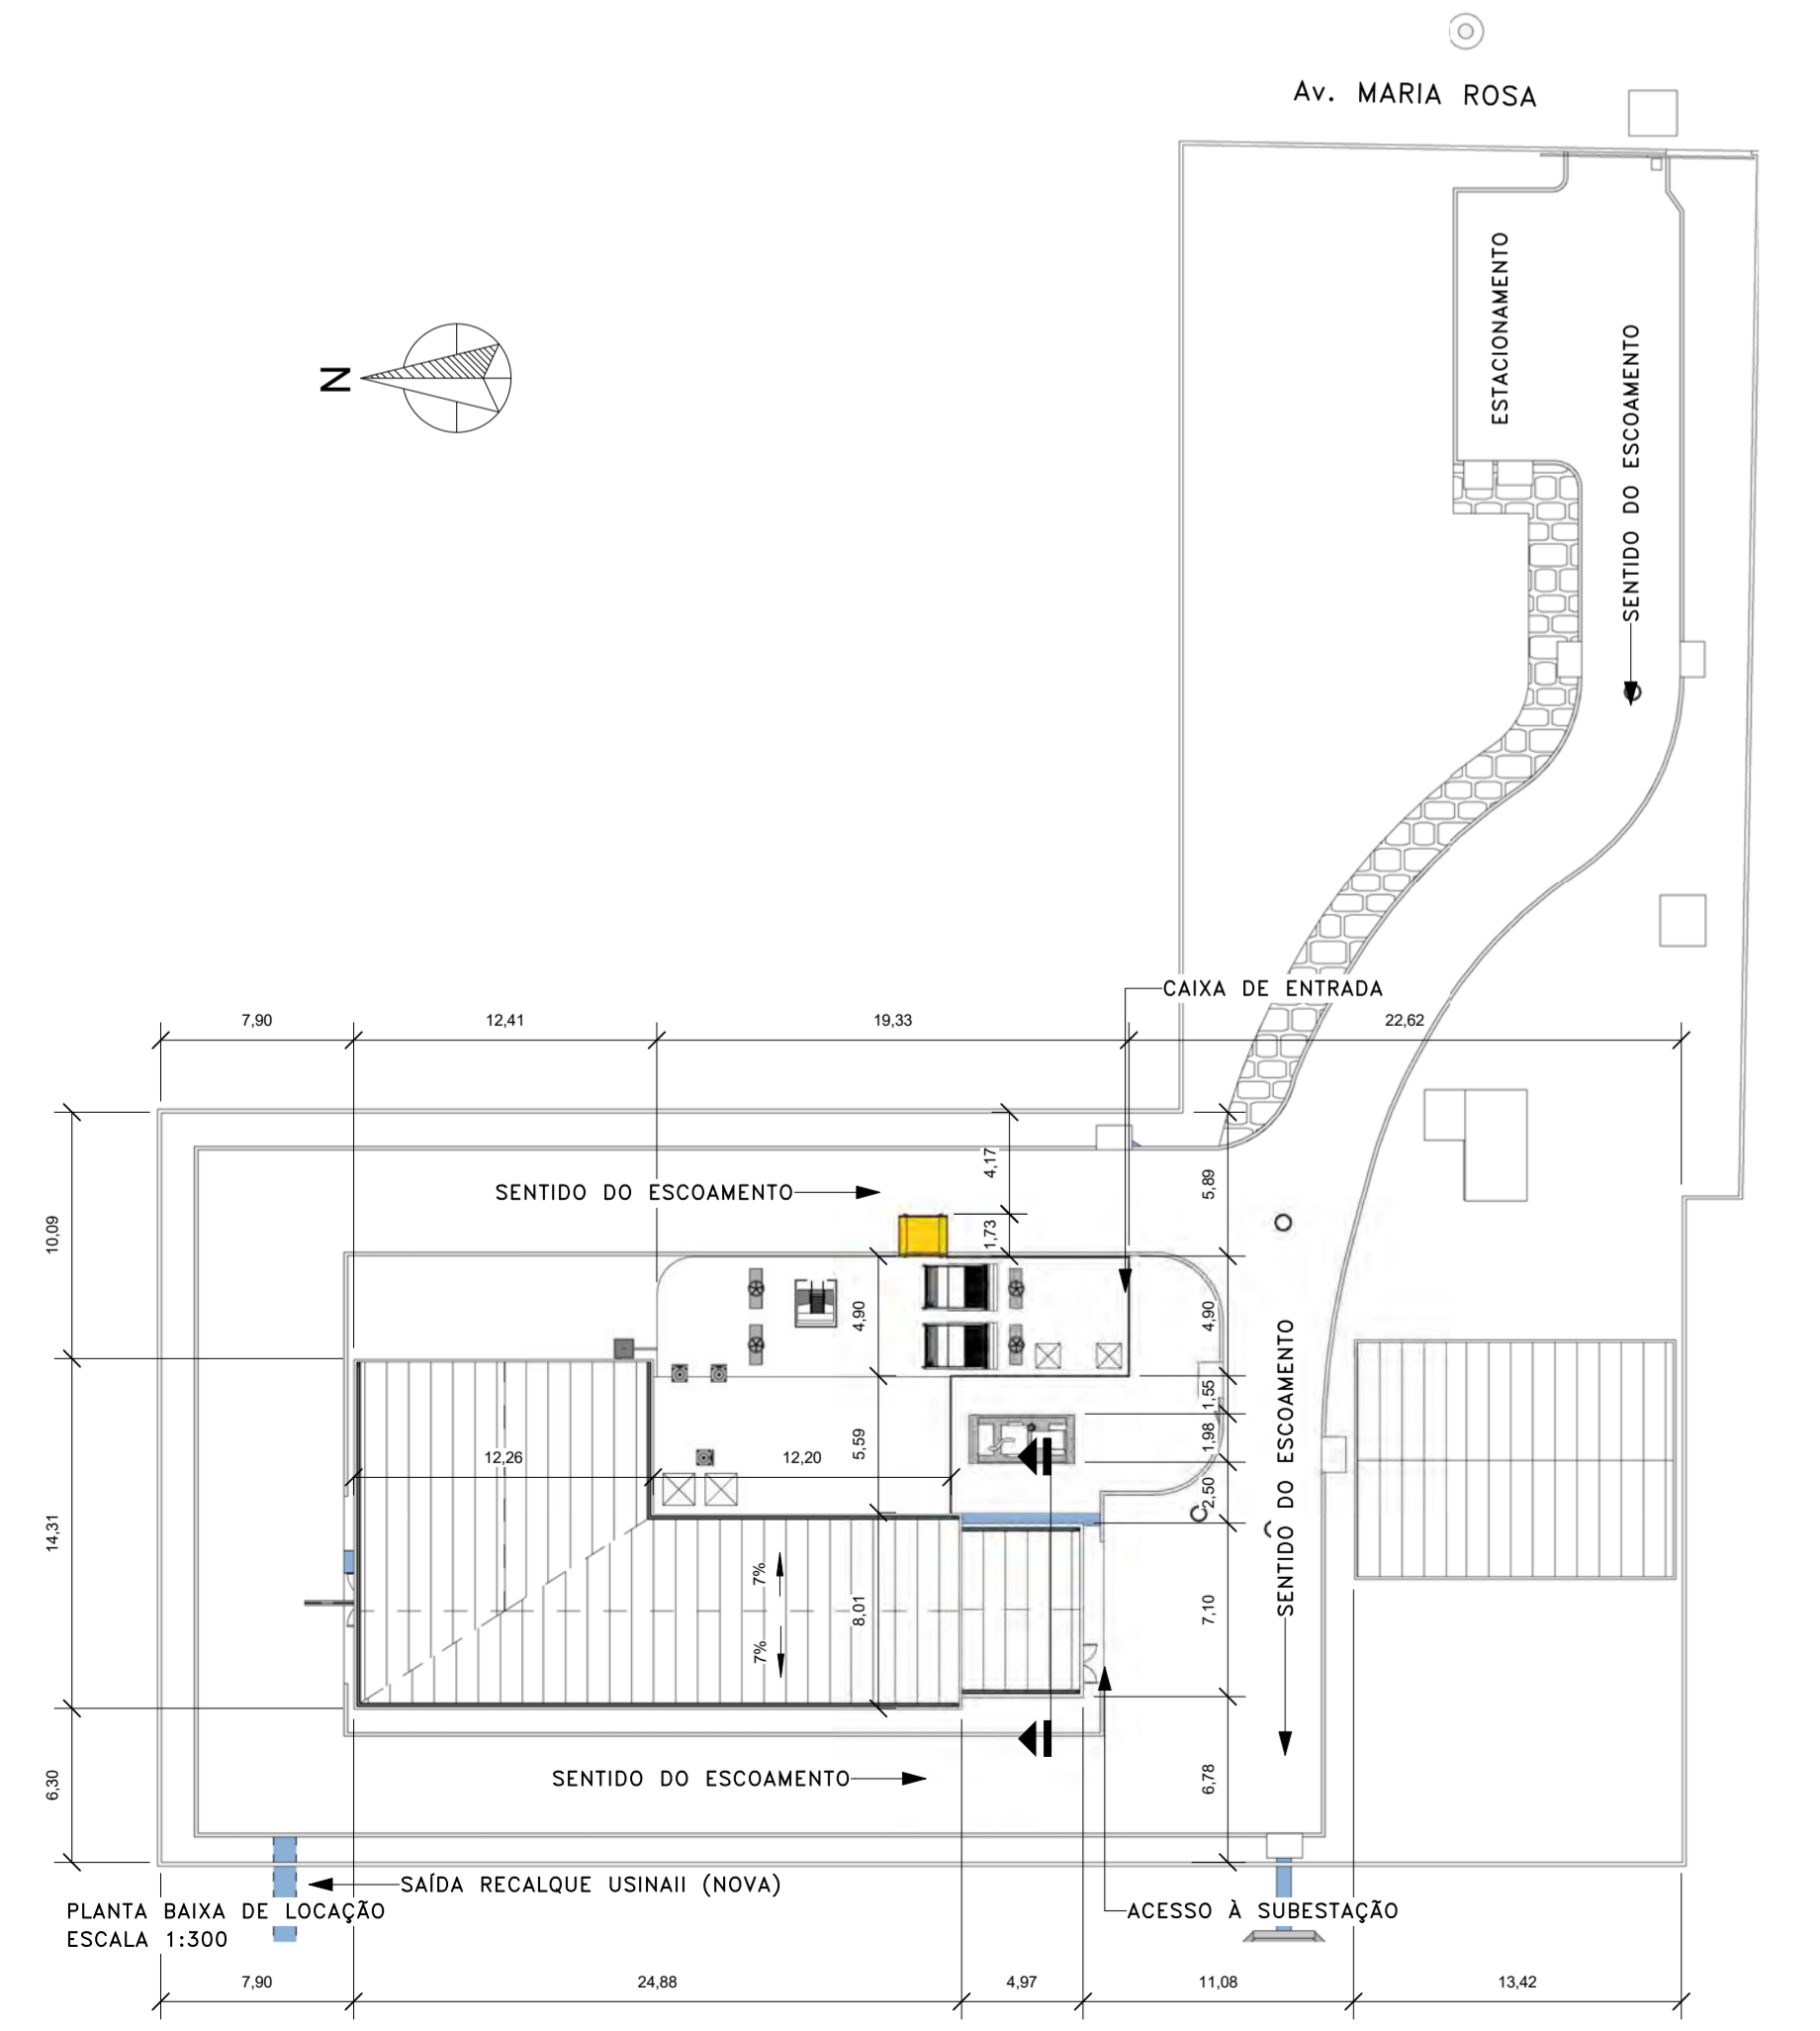 Av. MARIA ROSA
ESTACIONAMENTO
SENTIDO DO ESCOAMENTO
N
CAIXA DE ENTRADA
7,90
12,41
19,33
22,62
4,17
5,89
SENTIDO DO ESCOAMENTO
10,09
1,73
4,90
4,90
SENTIDO DO ESCOAMENTO
1,55
5,59
1,98
12,26
12,20
2,50
14,31
7%
8,01
7,10
7%
6,30
SENTIDO DO ESCOAMENTO
6,78
SAÍDA RECALQUE USINAII (NOVA)
PLANTA BAIXA DE LOCAÇÃO
ESCALA 1:300
ACESSO À SUBESTAÇÃO
7,90
24,88
4,97
11,08
13,42